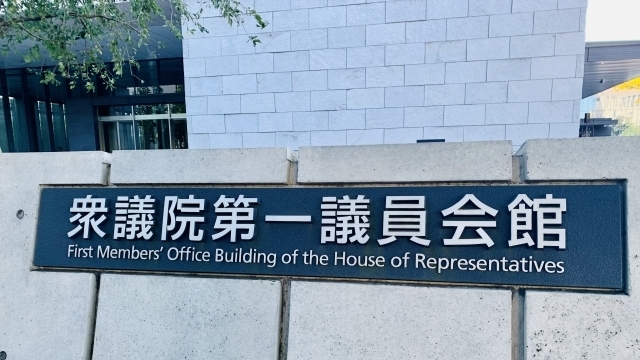 衆議院第一議員会館
First Members' Office Building of the House of Representatives